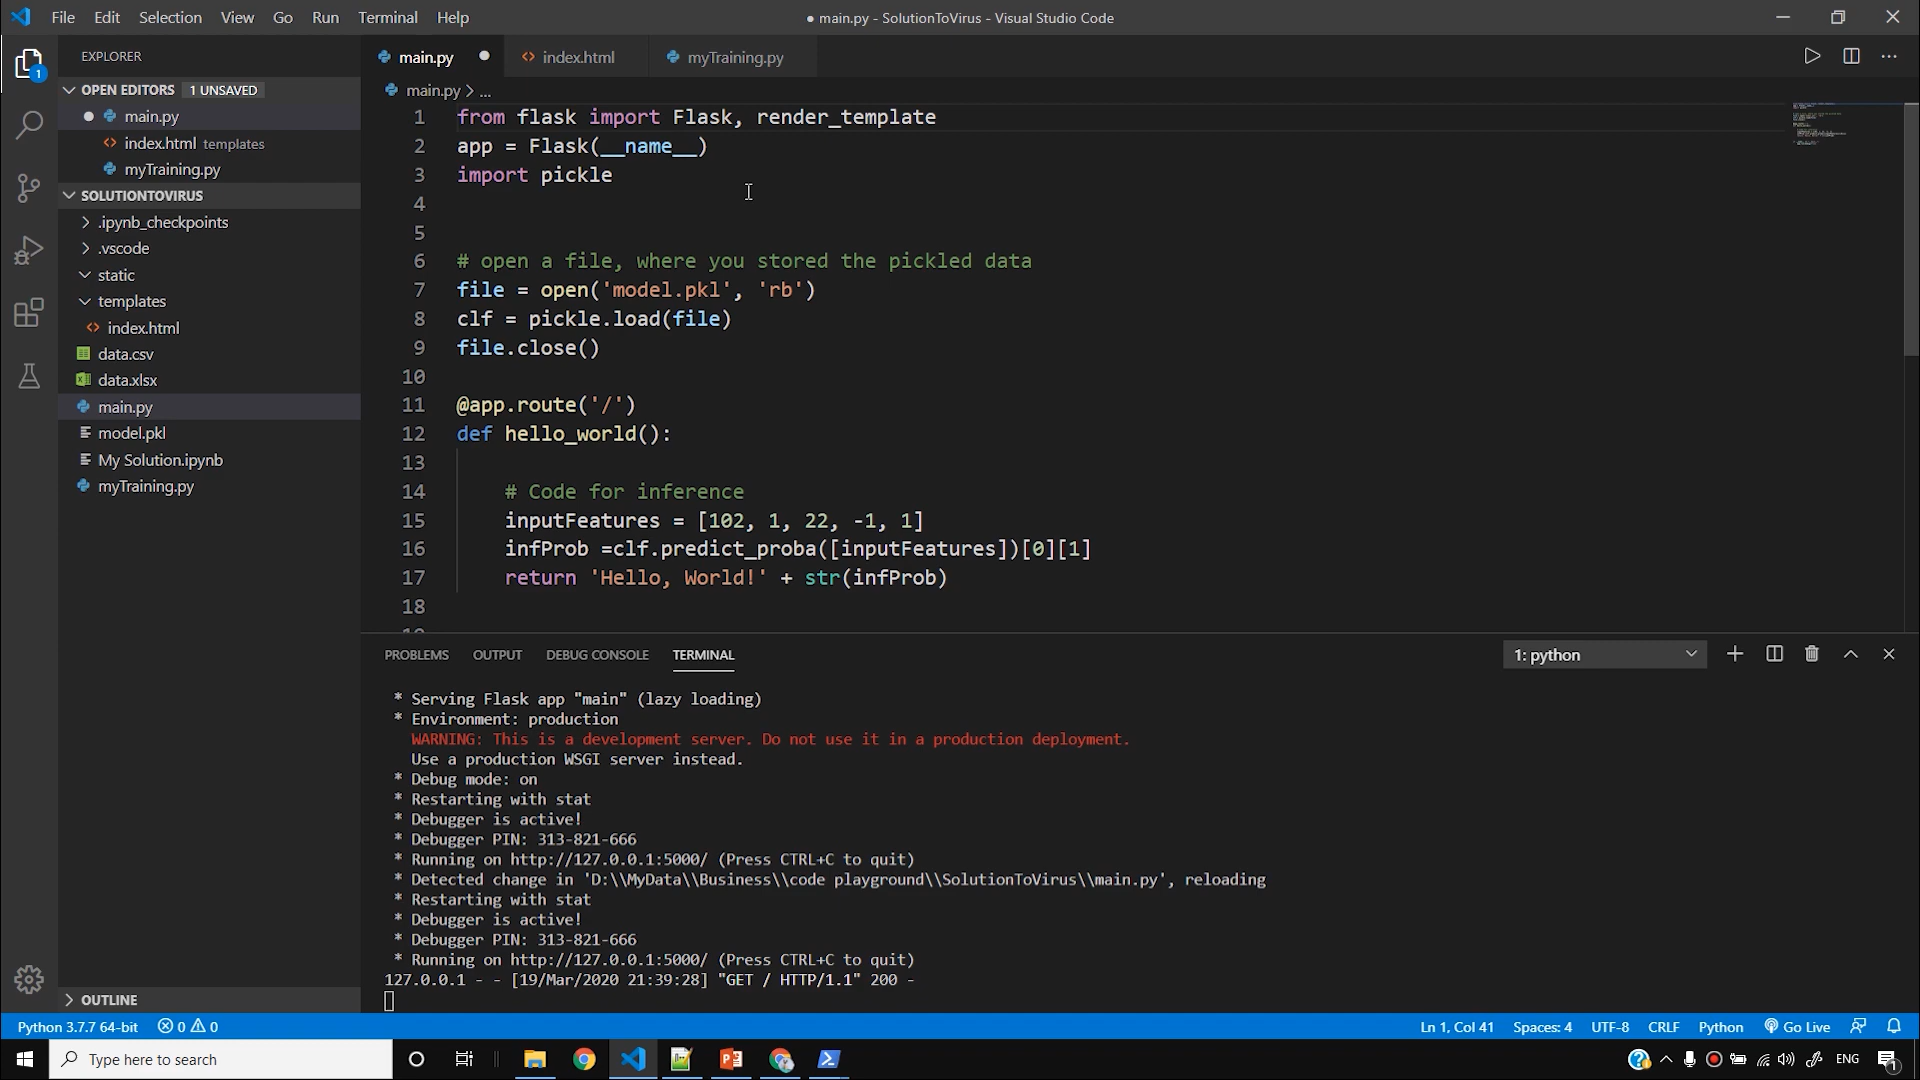 File Edit Selection View Go Run Terminal Help
● main.py - SolutionToVirus - Visual Studio Code
EXPLORER
OPEN EDITORS 1 UNSAVED
main.py
index.html templates
myTraining.py
SOLUTIONTOVIRUS
.ipynb_checkpoints
.vscode
static
templates
index.html
data.csv
data.xlsx
main.py
model.pkl
My Solution.ipynb
myTraining.py
OUTLINE
1
main.py index.html myTraining.py
main.py > ...
1 from flask import Flask, render_template
2 app = Flask(__name__)
3 import pickle
4
5
6 # open a file, where you stored the pickled data
7 file = open('model.pkl', 'rb')
8 clf = pickle.load(file)
9 file.close()
10
11 @app.route('/')
12 def hello_world():
13
14 # Code for inference
15 inputFeatures = [102, 1, 22, -1, 1]
16 infProb =clf.predict_proba([inputFeatures])[0][1]
17 return 'Hello, World!' + str(infProb)
18
PROBLEMS OUTPUT DEBUG CONSOLE TERMINAL
1: python
* Serving Flask app "main" (lazy loading)
* Environment: production
WARNING: This is a development server. Do not use it in a production deployment.
Use a production WSGI server instead.
* Debug mode: on
* Restarting with stat
* Debugger is active!
* Debugger PIN: 313-821-666
* Running on http://127.0.0.1:5000/ (Press CTRL+C to quit)
* Detected change in 'D:\\MyData\\Business\\code playground\\SolutionToVirus\\main.py', reloading
* Restarting with stat
* Debugger is active!
* Debugger PIN: 313-821-666
* Running on http://127.0.0.1:5000/ (Press CTRL+C to quit)
127.0.0.1 - - [19/Mar/2020 21:39:28] "GET / HTTP/1.1" 200 -
Python 3.7.7 64-bit 0 0
Ln 1, Col 41 Spaces: 4 UTF-8 CRLF Python Go Live
Type here to search
ENG
1